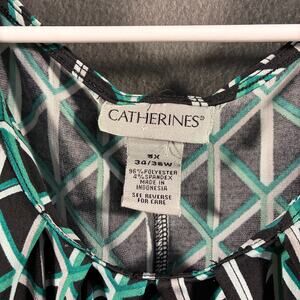 CATHERINES®
5X
34/36W
96% POLYESTER
4% SPANDEX
MADE IN
INDONESIA
SEE REVERSE
FOR CARE